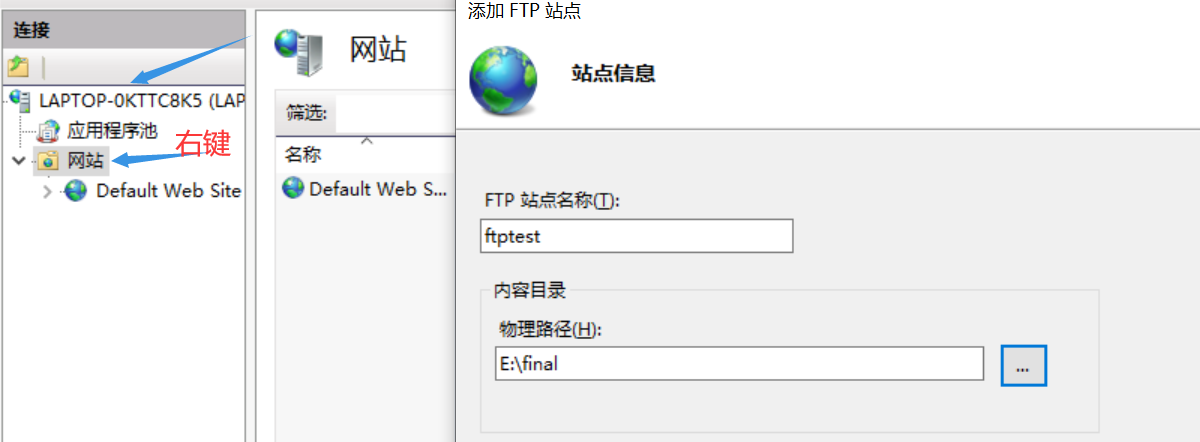 连接
LAPTOP-0KTTC8K5 (LAP
应用程序池
网站
右键
Default Web Site
网站
筛选:
名称
Default Web S...
添加 FTP 站点
站点信息
FTP 站点名称(T):
ftptest
内容目录
物理路径(H):
E:\final
...